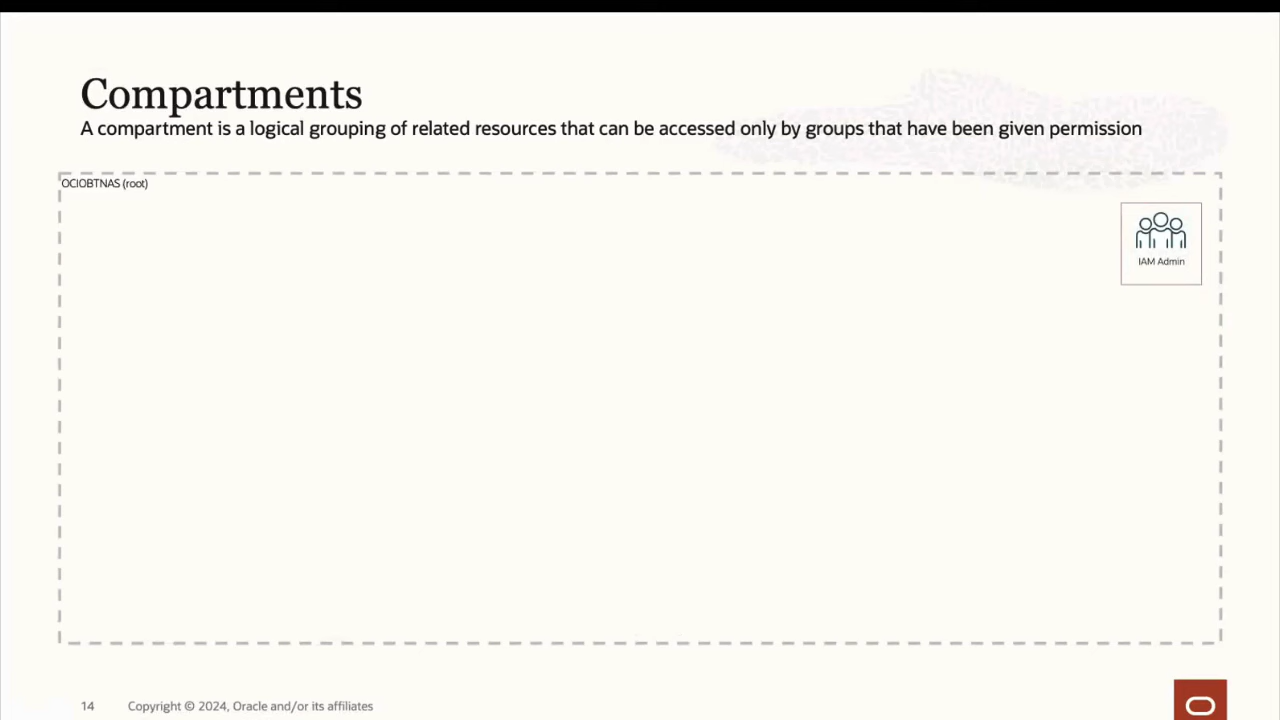 Compartments
A compartment is a logical grouping of related resources that can be accessed only by groups that have been given permission
OCIOBTNAS (root)
IAM Admin
14 Copyright © 2024, Oracle and/or its affiliates